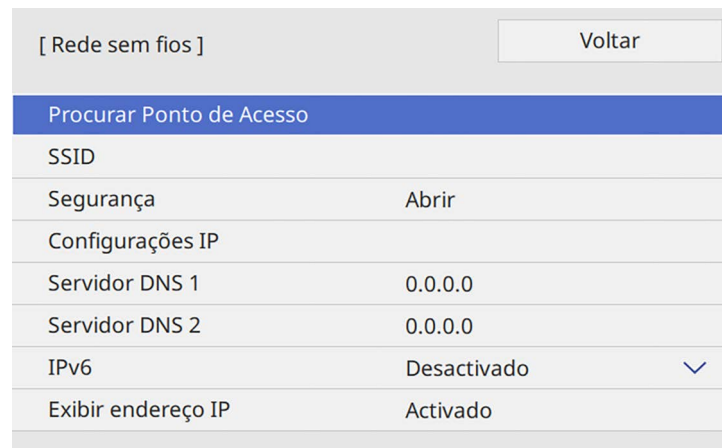 [ Rede sem fios ]
Voltar
Procurar Ponto de Acesso
SSID
Segurança Abrir
Configurações IP
Servidor DNS 1 0.0.0.0
Servidor DNS 2 0.0.0.0
IPv6 Desactivado
Exibir endereço IP Activado